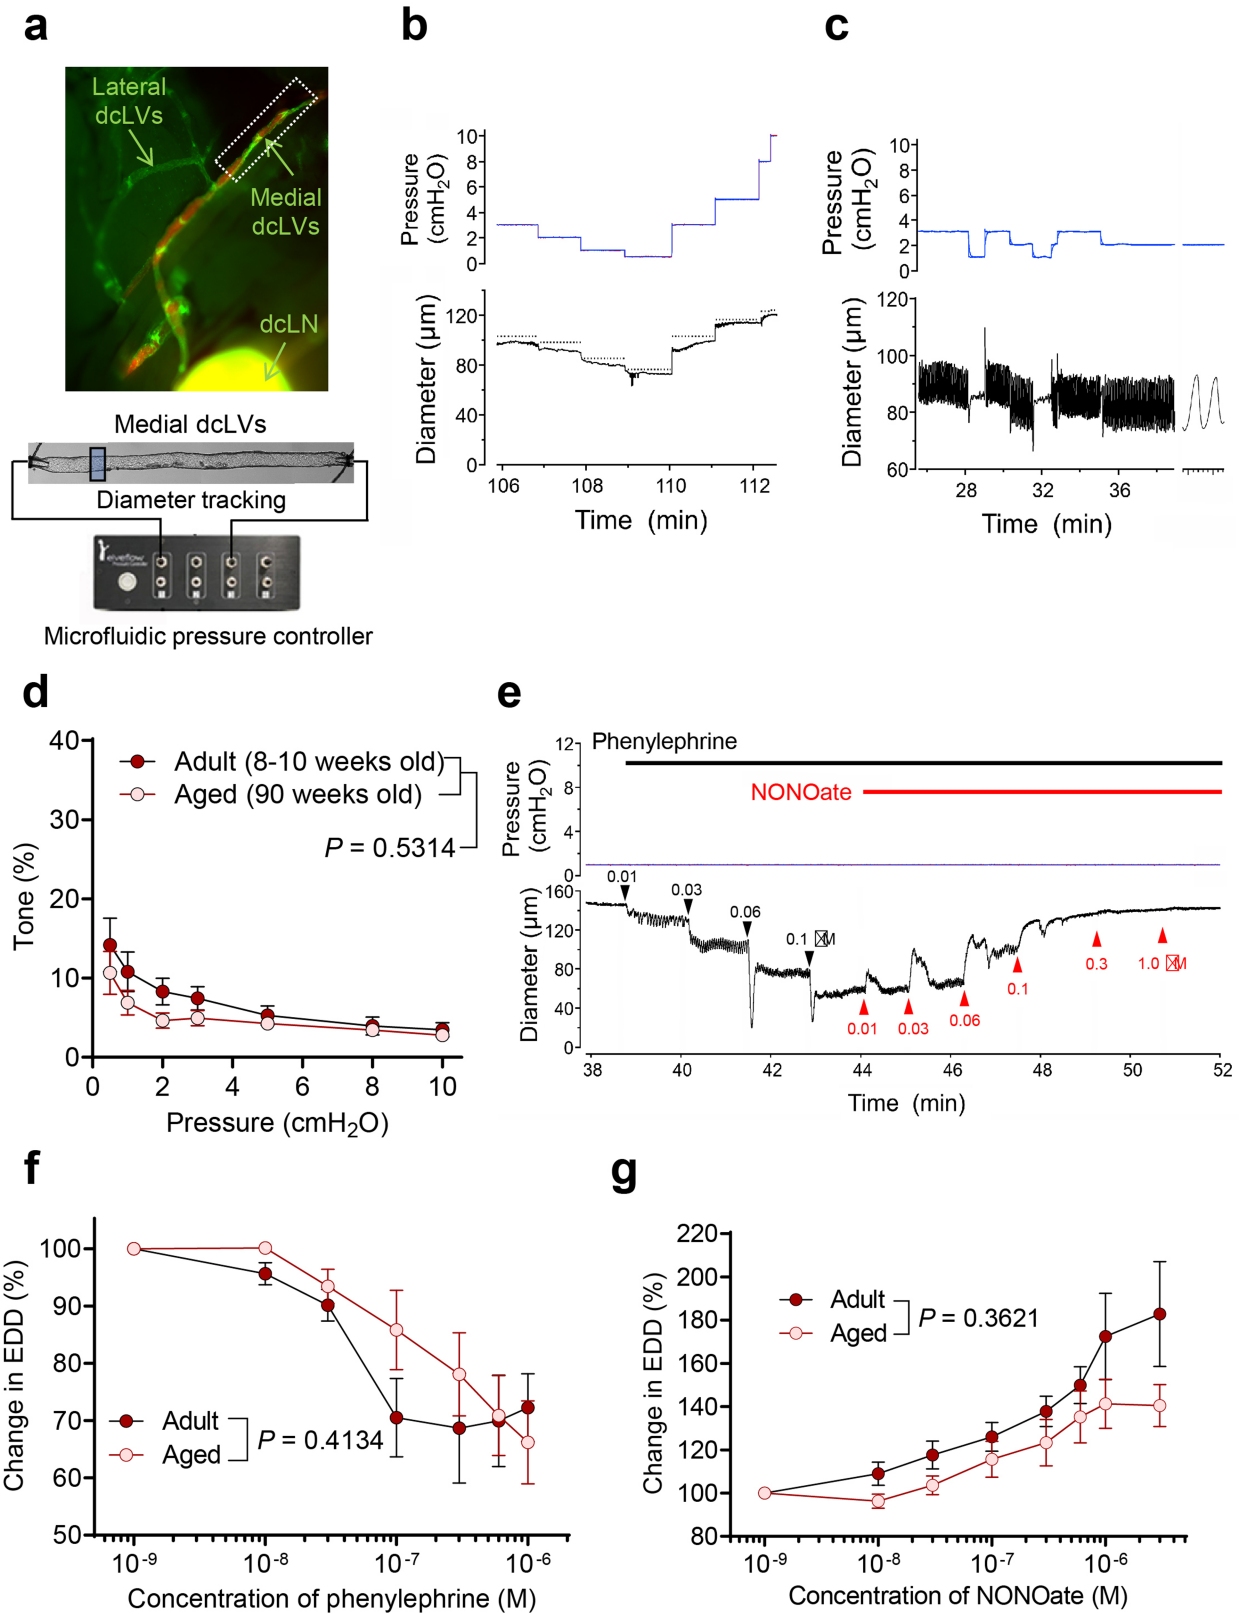 a
Lateral
dcLVs
Medial
dcLVs
dcLN
Medial dcLVs
Diameter tracking
elveflow
Microfluidic pressure controller
b
Pressure
(cmH2O)
10
8
6
4
2
0
Diameter (μm)
120
80
40
0
106
108
110
112
Time (min)
c
Pressure
(cmH2O)
10
8
6
4
2
0
Diameter (μm)
120
100
80
60
28
32
36
Time (min)
d
Tone (%)
40
30
20
10
0
Adult (8-10 weeks old)
Aged (90 weeks old)
P = 0.5314
0
2
4
6
8
10
Pressure (cmH2O)
e
Pressure
(cmH2O)
12
8
4
0
Phenylephrine
NONOate
Diameter (μm)
160
120
80
40
0
0.01
0.03
0.06
0.1 M
0.01
0.03
0.06
0.1
0.3
1.0 M
38
40
42
44
46
48
50
52
Time (min)
f
Change in EDD (%)
100
90
80
70
60
50
Adult
Aged
P = 0.4134
10-9
10-8
10-7
10-6
Concentration of phenylephrine (M)
g
Change in EDD (%)
220
200
180
160
140
120
100
80
Adult
Aged
P = 0.3621
10-9
10-8
10-7
10-6
Concentration of NONOate (M)